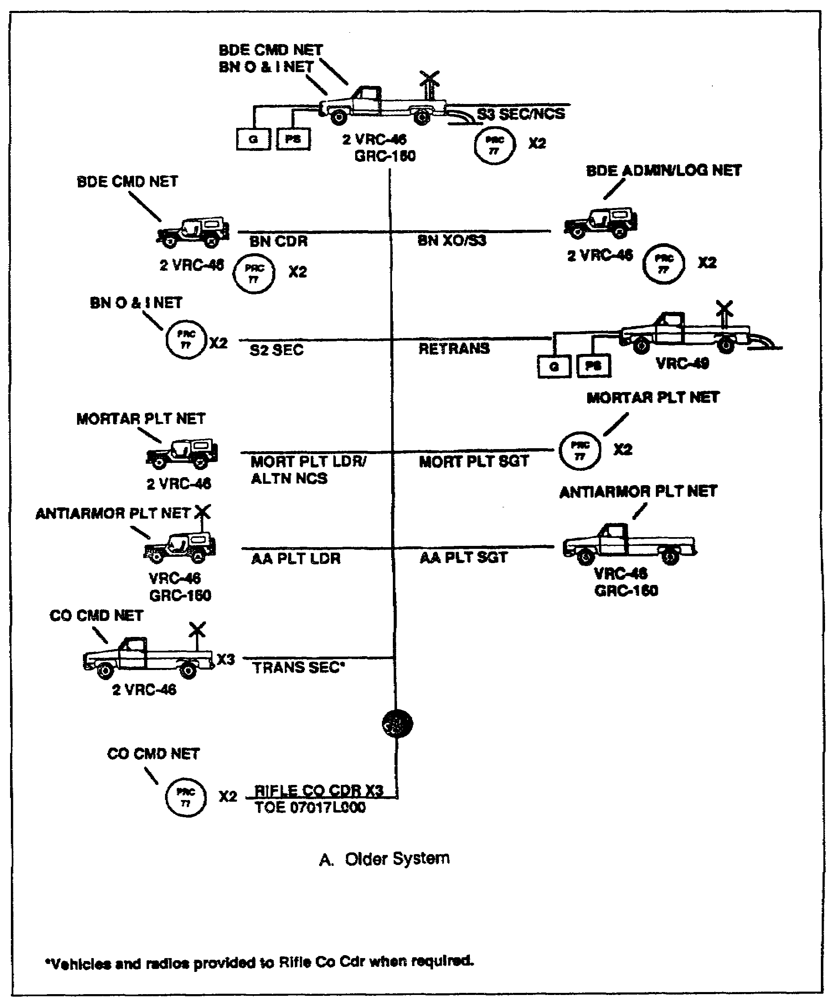 BDE CMD NET
BN O & I NET
S3 SEC/NCS
G
PS
2 VRC-46
GRC-160
PRC
77
X2
BDE CMD NET
BDE ADMIN/LOG NET
BN CDR
BN XO/S3
2 VRC-46
PRC
77
X2
2 VRC-46
PRC
77
X2
BN O & I NET
PRC
77
X2
S2 SEC
RETRANS
G
PS
VRC-49
MORTAR PLT NET
MORTAR PLT NET
MORT PLT LDR/
ALTN NCS
MORT PLT SGT
PRC
77
X2
2 VRC-46
ANTIARMOR PLT NET
ANTIARMOR PLT NET
AA PLT LDR
AA PLT SGT
VRC-46
GRC-160
VRC-46
GRC-160
CO CMD NET
X3
TRANS SEC*
2 VRC-46
CO CMD NET
PRC
77
X2
RIFLE CO CDR X3
TOE 07017L000
A. Older System
*Vehicles and radios provided to Rifle Co Cdr when required.